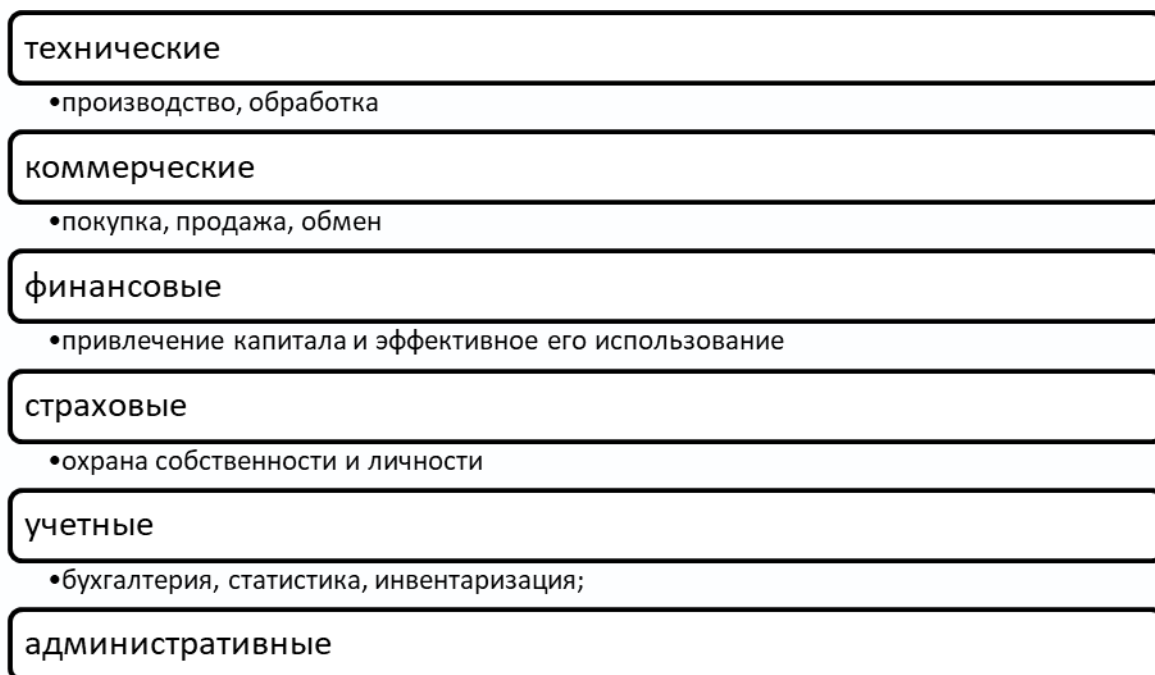 технические
•производство, обработка
коммерческие
•покупка, продажа, обмен
финансовые
•привлечение капитала и эффективное его использование
страховые
•охрана собственности и личности
учетные
•бухгалтерия, статистика, инвентаризация;
административные